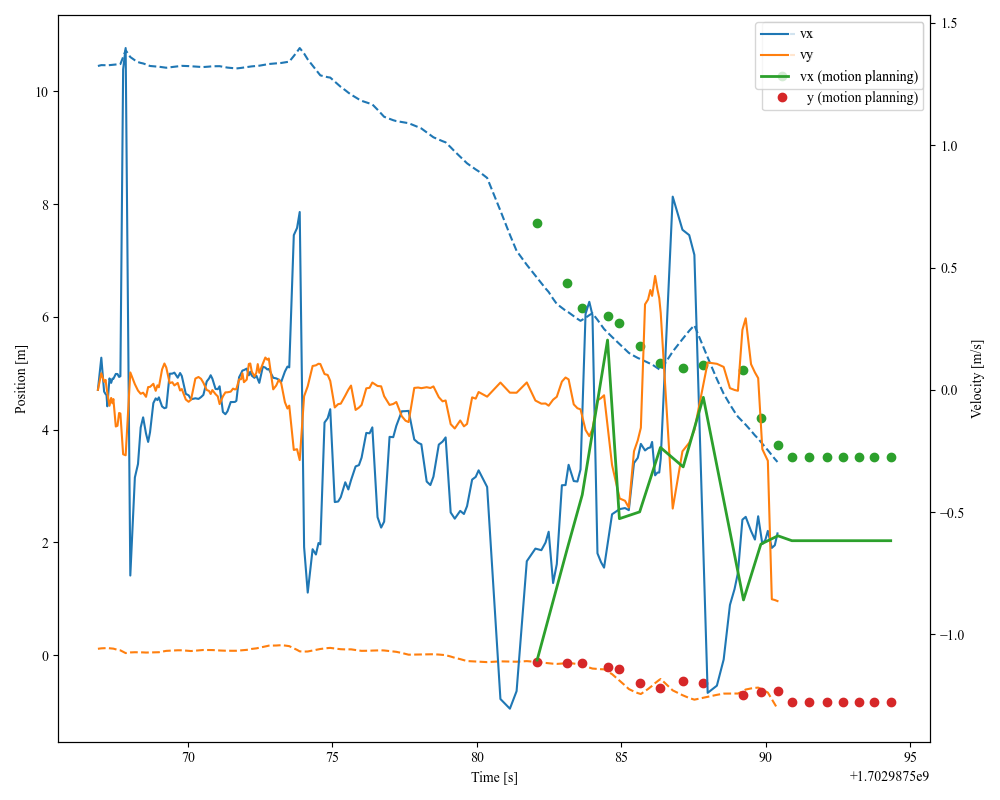 vx
vy
vx (motion planning)
y (motion planning)
10
8
6
4
2
0
Position [m]
1.5
1.0
0.5
0.0
−0.5
−1.0
Velocity [m/s]
70
75
80
85
90
95
Time [s]
+1.7029875e9